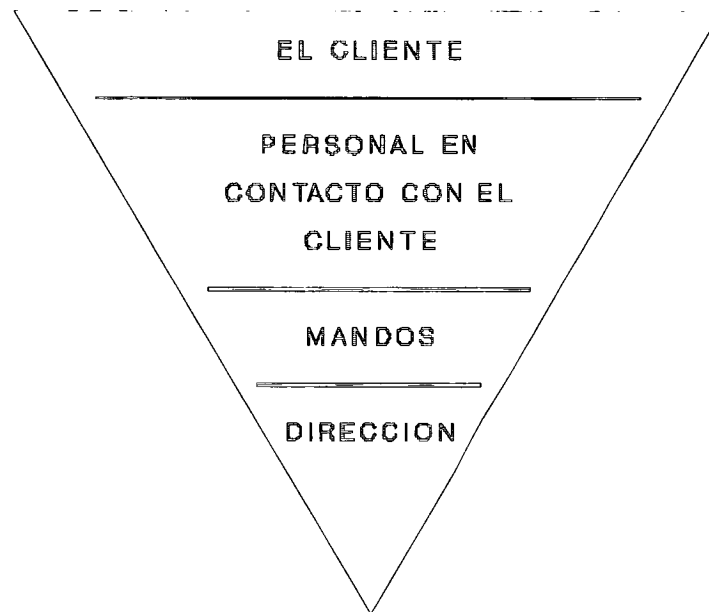 EL CLIENTE
PERSONAL EN
CONTACTO CON EL
CLIENTE
MANDOS
DIRECCION